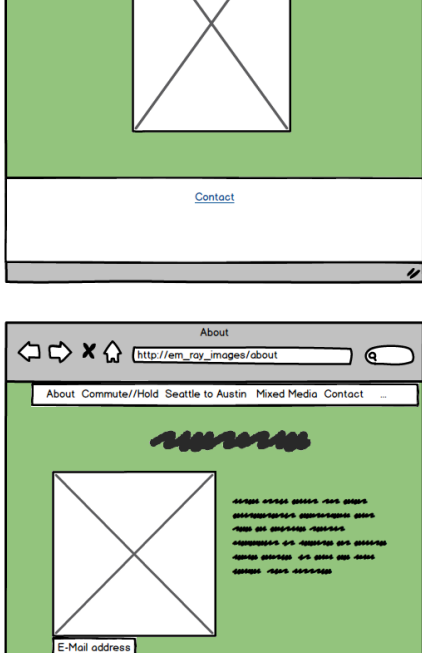 Contact
About
http://em_ray_images/about
About Commute//Hold Seattle to Austin Mixed Media Contact ...
E-Mail address